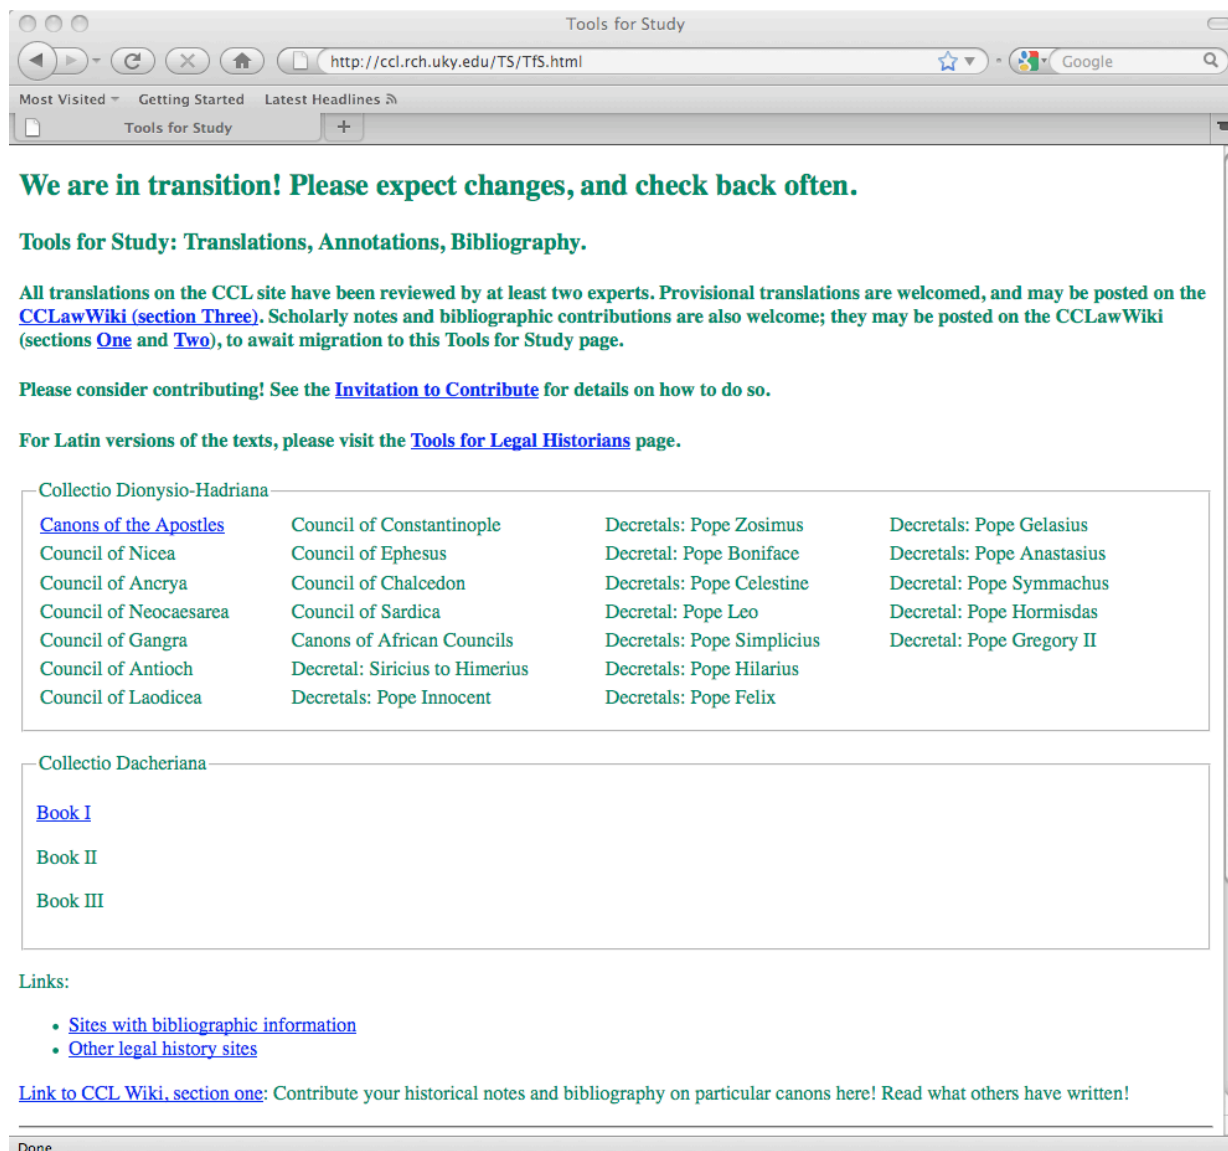 Tools for Study
http://ccl.rch.uky.edu/TS/TfS.html
Google
Most Visited Getting Started Latest Headlines
Tools for Study +
We are in transition! Please expect changes, and check back often.
Tools for Study: Translations, Annotations, Bibliography.
All translations on the CCL site have been reviewed by at least two experts. Provisional translations are welcomed, and may be posted on the
CCLawWiki (section Three). Scholarly notes and bibliographic contributions are also welcome; they may be posted on the CCLawWiki
(sections One and Two), to await migration to this Tools for Study page.
Please consider contributing! See the Invitation to Contribute for details on how to do so.
For Latin versions of the texts, please visit the Tools for Legal Historians page.
Collectio Dionysio-Hadriana
Canons of the Apostles Council of Constantinople Decretals: Pope Zosimus Decretals: Pope Gelasius
Council of Nicea Council of Ephesus Decretal: Pope Boniface Decretals: Pope Anastasius
Council of Ancrya Council of Chalcedon Decretals: Pope Celestine Decretal: Pope Symmachus
Council of Neocaesarea Council of Sardica Decretal: Pope Leo Decretal: Pope Hormisdas
Council of Gangra Canons of African Councils Decretals: Pope Simplicius Decretal: Pope Gregory II
Council of Antioch Decretal: Siricius to Himerius Decretals: Pope Hilarius
Council of Laodicea Decretals: Pope Innocent Decretals: Pope Felix
Collectio Dacheriana
Book I
Book II
Book III
Links:
• Sites with bibliographic information
• Other legal history sites
Link to CCL Wiki, section one: Contribute your historical notes and bibliography on particular canons here! Read what others have written!
Done